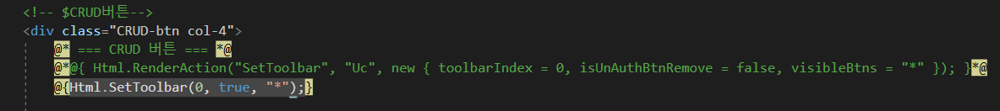 <!-- $CRUD버튼-->
<div class="CRUD-btn col-4">
@* === CRUD 버튼 === *@
@*@{ Html.RenderAction("SetToolbar", "Uc", new { toolbarIndex = 0, isUnAuthBtnRemove = false, visibleBtns = "*" }); }*@
@{Html.SetToolbar(0, true, "*");}